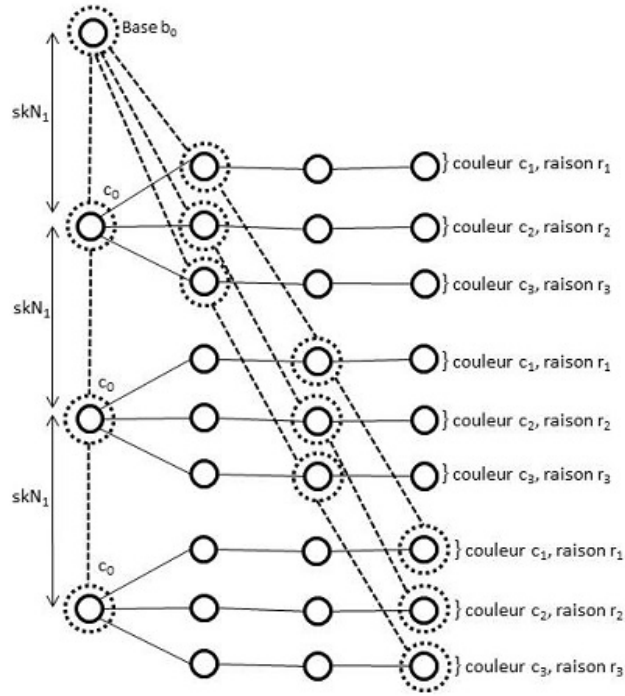 Base b₀
skN₁
} couleur c₁, raison r₁
c₀
} couleur c₂, raison r₂
} couleur c₃, raison r₃
skN₁
} couleur c₁, raison r₁
c₀
} couleur c₂, raison r₂
} couleur c₃, raison r₃
skN₁
} couleur c₁, raison r₁
c₀
} couleur c₂, raison r₂
} couleur c₃, raison r₃